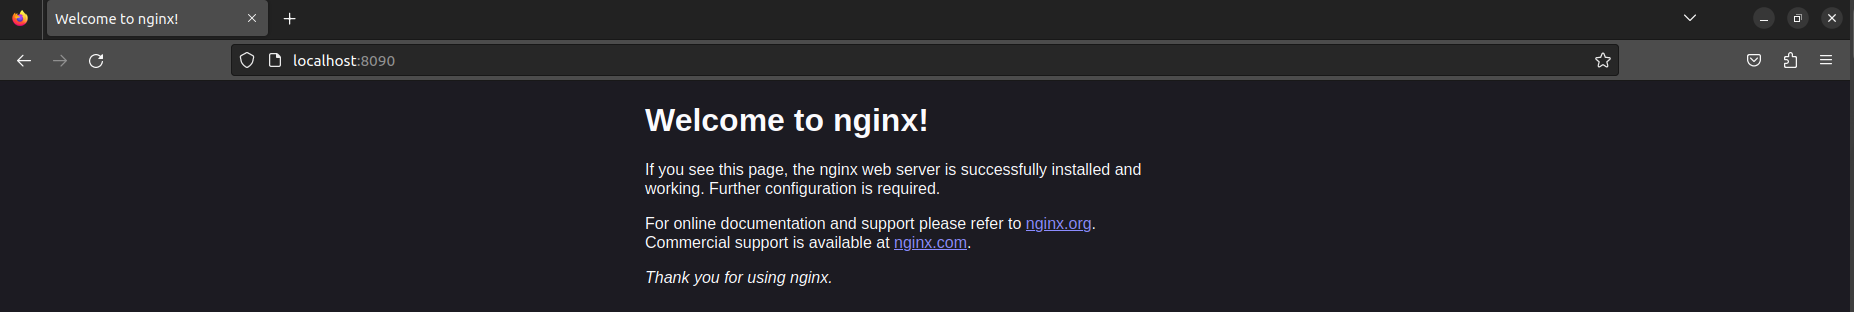 Welcome to nginx!
localhost:8090
Welcome to nginx!
If you see this page, the nginx web server is successfully installed and
working. Further configuration is required.
For online documentation and support please refer to nginx.org.
Commercial support is available at nginx.com.
Thank you for using nginx.